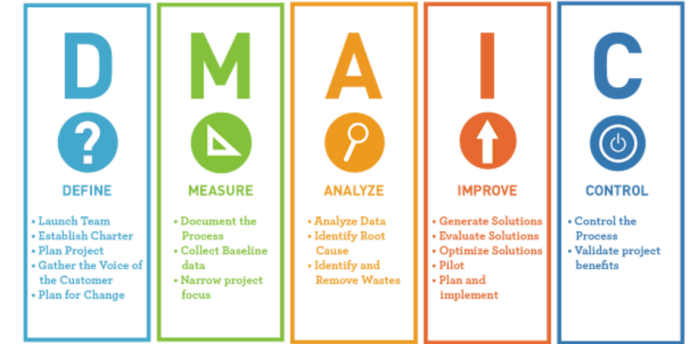 D
?
DEFINE
• Launch Team
• Establish Charter
• Plan Project
• Gather the Voice of
the Customer
• Plan for Change
M
MEASURE
• Document the
Process
• Collect Baseline
data
• Narrow project
focus
A
ANALYZE
• Analyze Data
• Identify Root
Cause
• Identify and
Remove Wastes
I
IMPROVE
• Generate Solutions
• Evaluate Solutions
• Optimize Solutions
• Pilot
• Plan and
implement
C
CONTROL
• Control the
Process
• Validate project
benefits